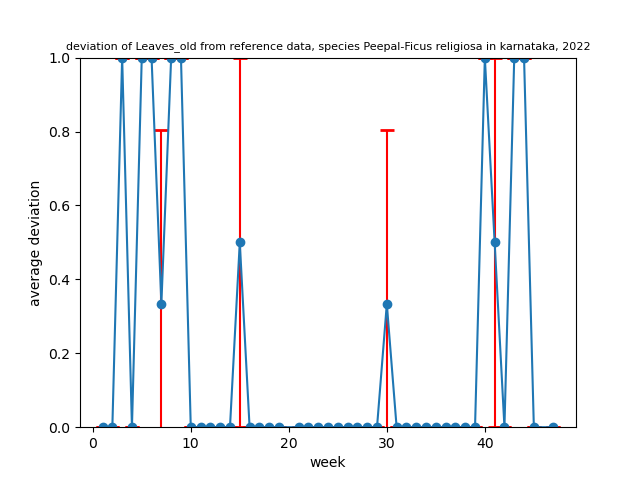 deviation of Leaves_old from reference data, species Peepal-Ficus religiosa in karnataka, 2022
1.0
0.8
0.6
0.4
0.2
0.0
average deviation
0 10 20 30 40
week